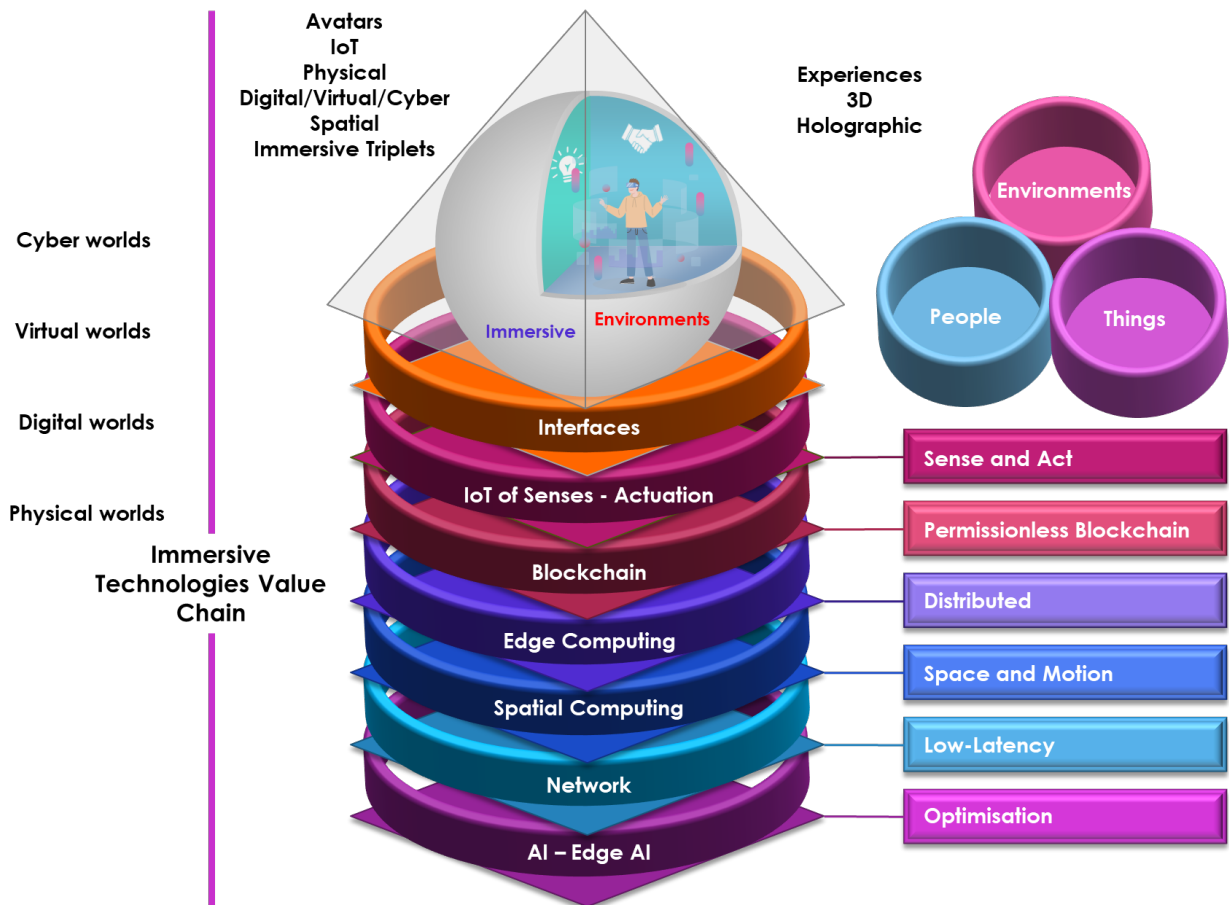 Avatars
IoT
Physical
Digital/Virtual/Cyber
Spatial
Immersive Triplets
Experiences
3D
Holographic
Environments
People
Things
Cyber worlds
Virtual worlds
Digital worlds
Physical worlds
Immersive
Technologies Value
Chain
Immersive
Environments
Interfaces
IoT of Senses - Actuation
Blockchain
Edge Computing
Spatial Computing
Network
AI – Edge AI
Sense and Act
Permissionless Blockchain
Distributed
Space and Motion
Low-Latency
Optimisation